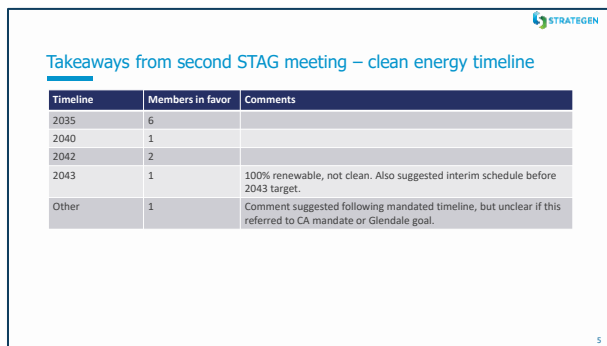 STRATEGEN
Takeaways from second STAG meeting – clean energy timeline
Timeline Members in favor Comments
2035 6
2040 1
2042 2
2043 1 100% renewable, not clean. Also suggested interim schedule before
2043 target.
Other 1 Comment suggested following mandated timeline, but unclear if this
referred to CA mandate or Glendale goal.
5